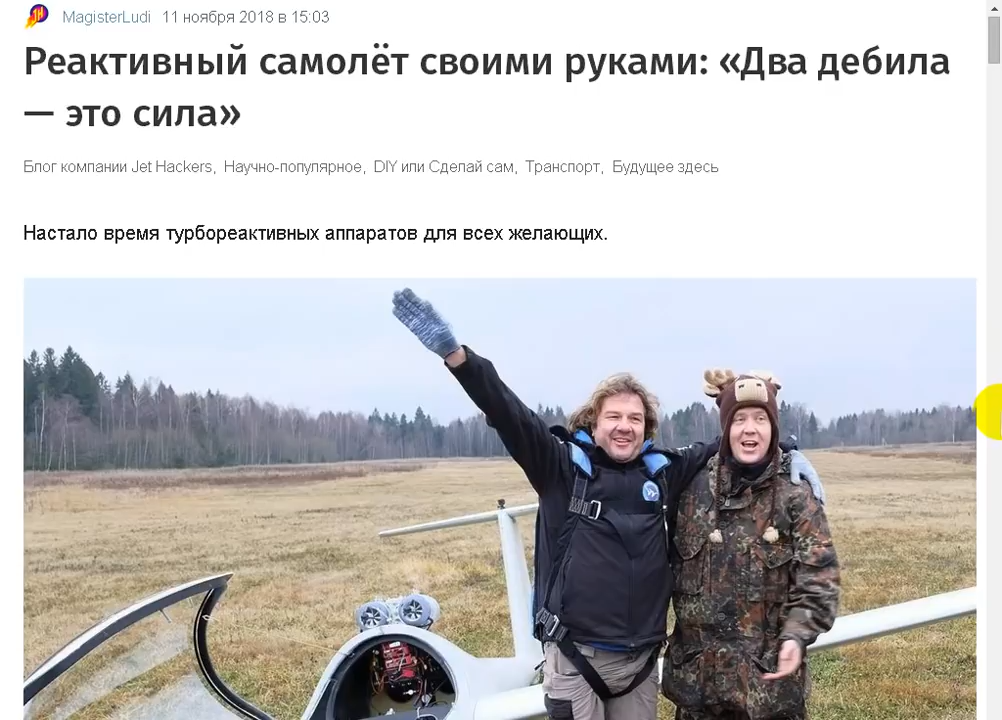 MagisterLudi 11 ноября 2018 в 15:03
Реактивный самолёт своими руками: «Два дебила
— это сила»
Блог компании Jet Hackers, Научно-популярное, DIY или Сделай сам, Транспорт, Будущее здесь
Настало время турбореактивных аппаратов для всех желающих.